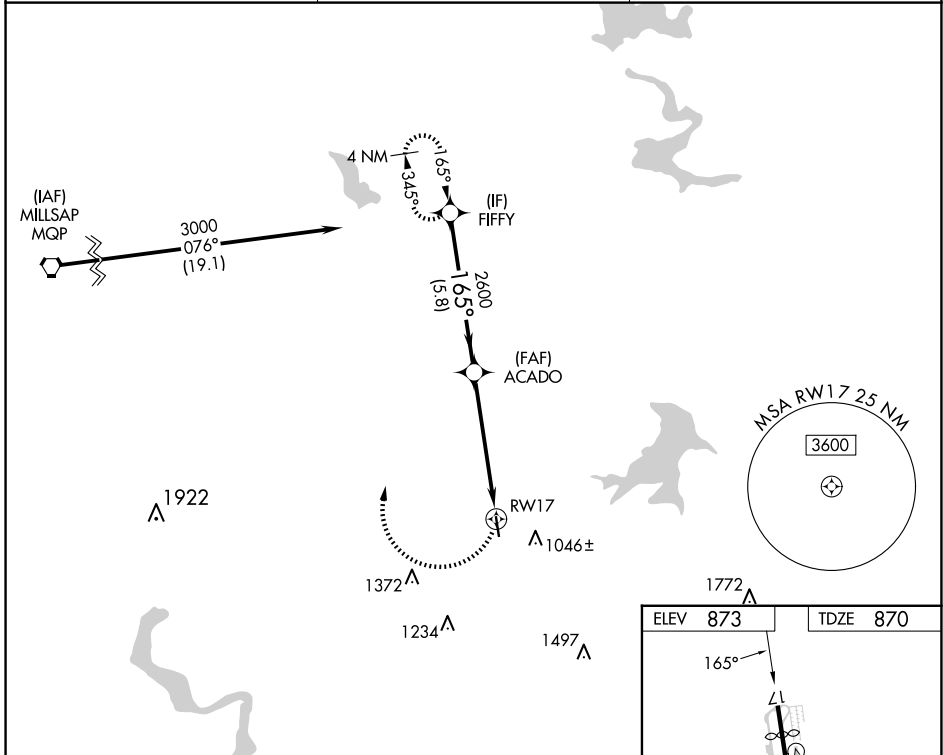 4 NM
165°
345°
(IAF)
MILLSAP
MQP
3000
076°
(19.1)
(IF)
FIFFY
2600
165°
(5.8)
(FAF)
ACADO
MSA RW17 25 NM
3600
1922
RW17
1046±
1372
1234
1497
1772
ELEV 873
TDZE 870
165°
17
A